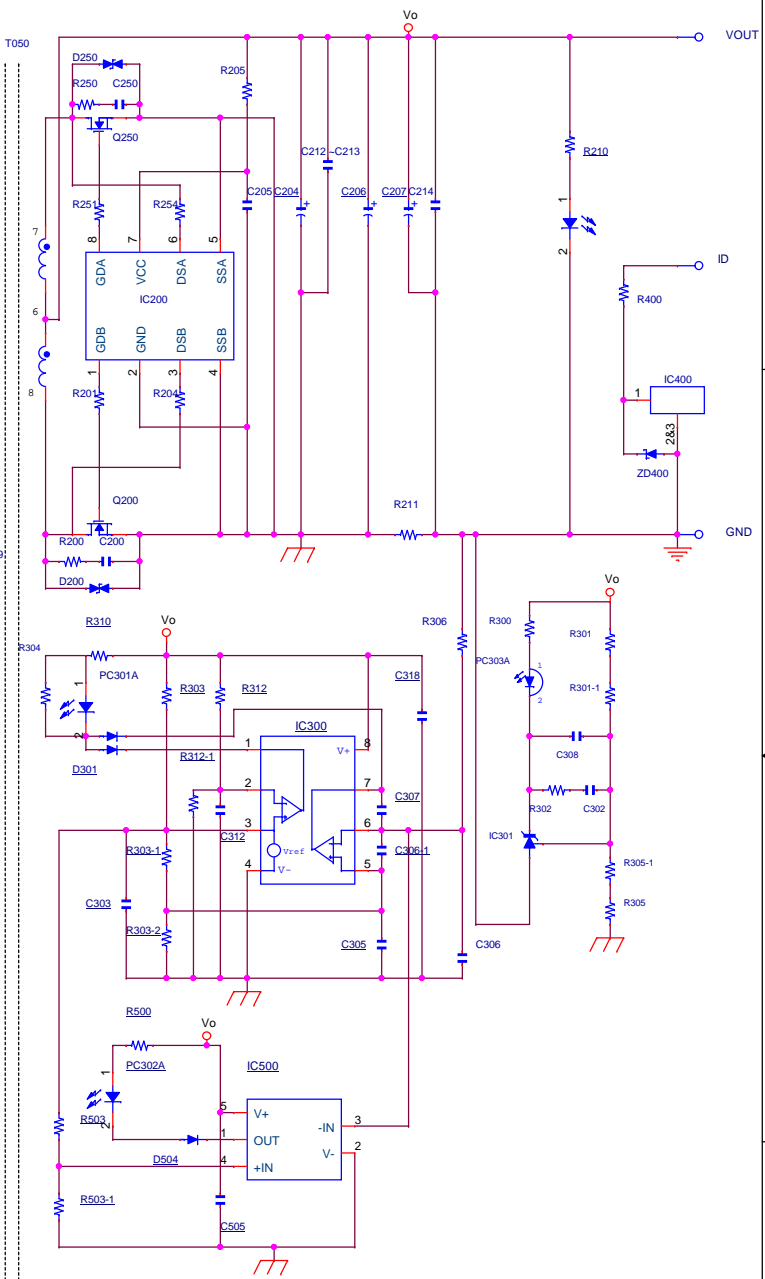 Vo
VOUT
T050
D250
R250 C250
R205
Q250
C212 ~C213
R210
1
2
R251
R254
C205 C204
C206
C207 C214
7
6
8
8 7 6 5
GDA VCC DSA SSA
IC200
GDB GND DSB SSB
1 2 3 4
R201
R204
ID
R400
IC400
1
2&3
ZD400
Q200
R211
R200 C200
D200
GND
R310
Vo
R304
PC301A
1
2
R303
R312
R306
C318
D301
R312-1
IC300
1
2
3
4
V+
8
7
6
5
Vref
V-
C307
C306-1
C312
R303-1
C303
R303-2
C305
C306
Vo
R300
R301
PC303A
1
2
R301-1
C308
R302 C302
IC301
R305-1
R305
R500
Vo
PC302A
1
2
IC500
R503
5
V+
1
OUT
4
+IN
-IN
3
V-
2
D504
R503-1
C505